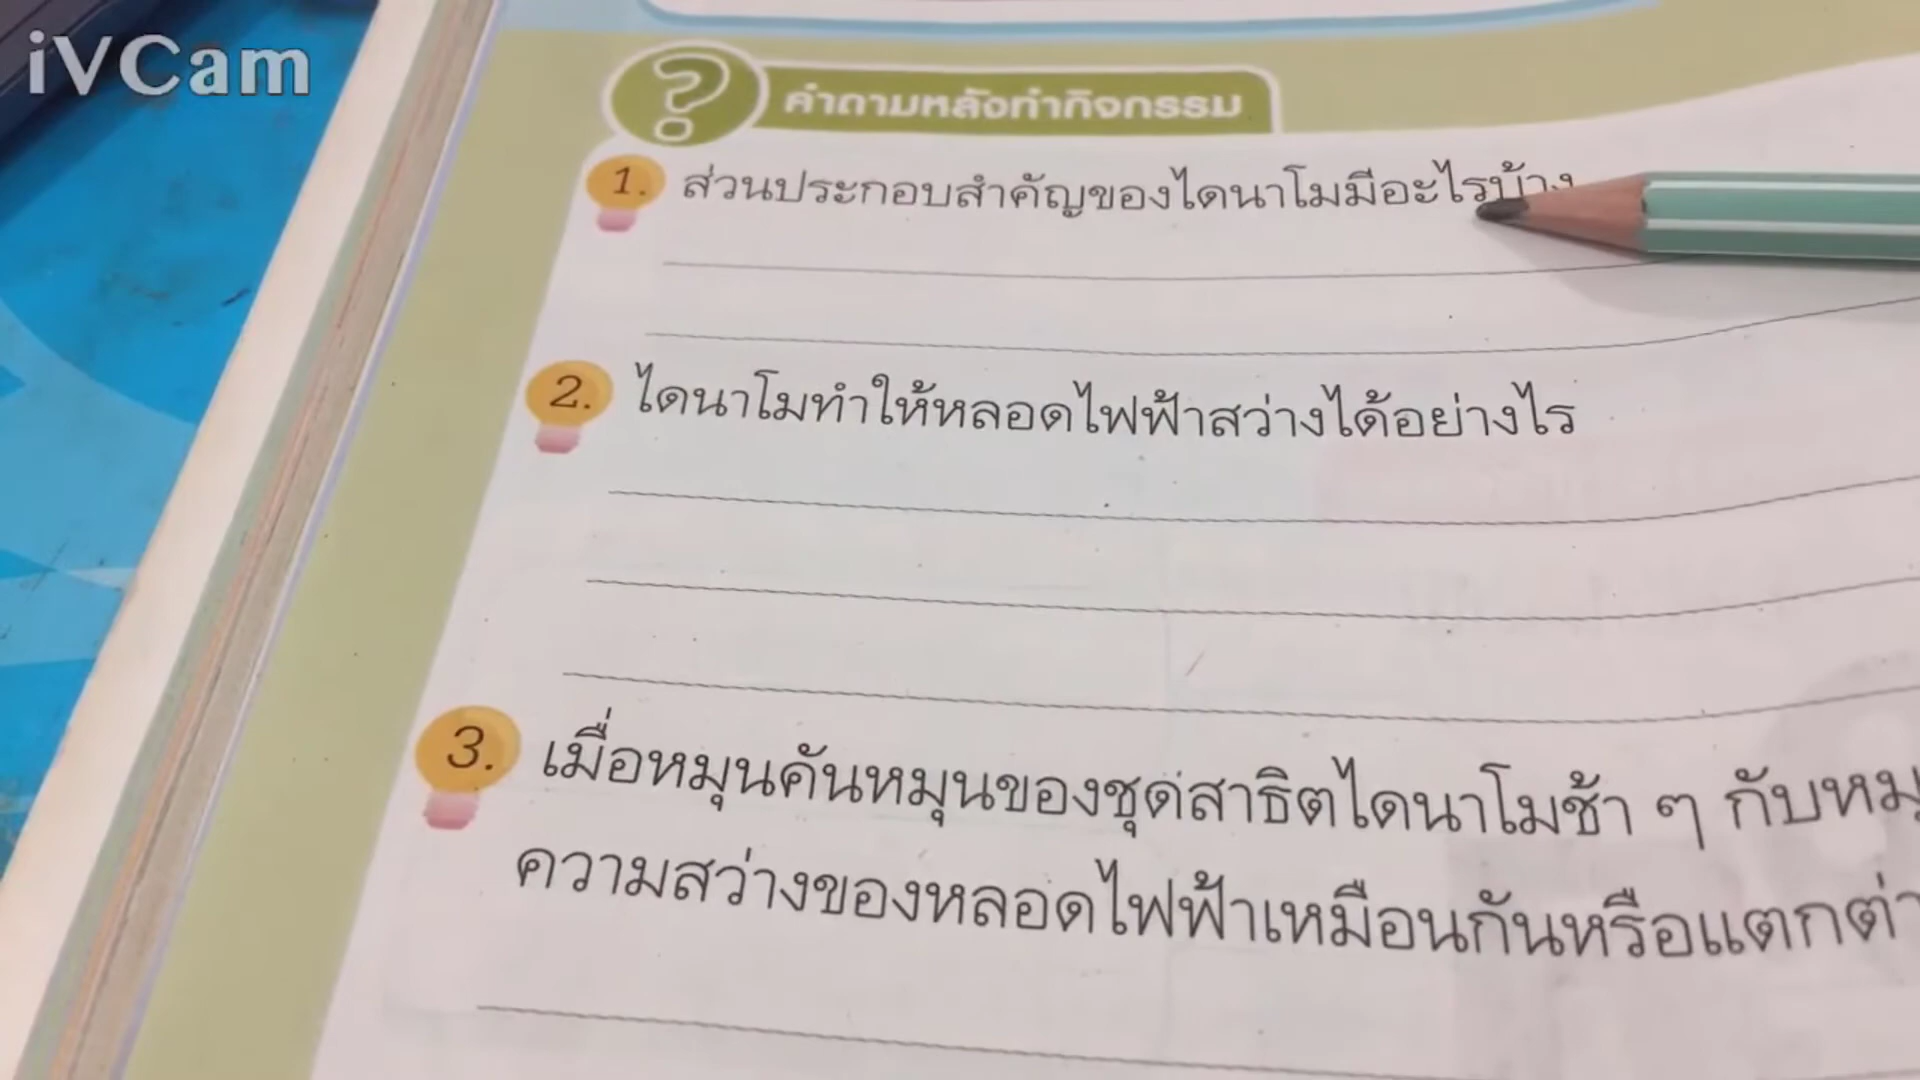 iVCam
?
คำถามหลังทำกิจกรรม
1. ส่วนประกอบสำคัญของไดนาโมมีอะไรบ้าง
2. ไดนาโมทำให้หลอดไฟฟ้าสว่างได้อย่างไร
3. เมื่อหมุนคันหมุนของชุดสาธิตไดนาโมช้า ๆ กับ
ความสว่างของหลอดไฟฟ้าเหมือนกันหรือ